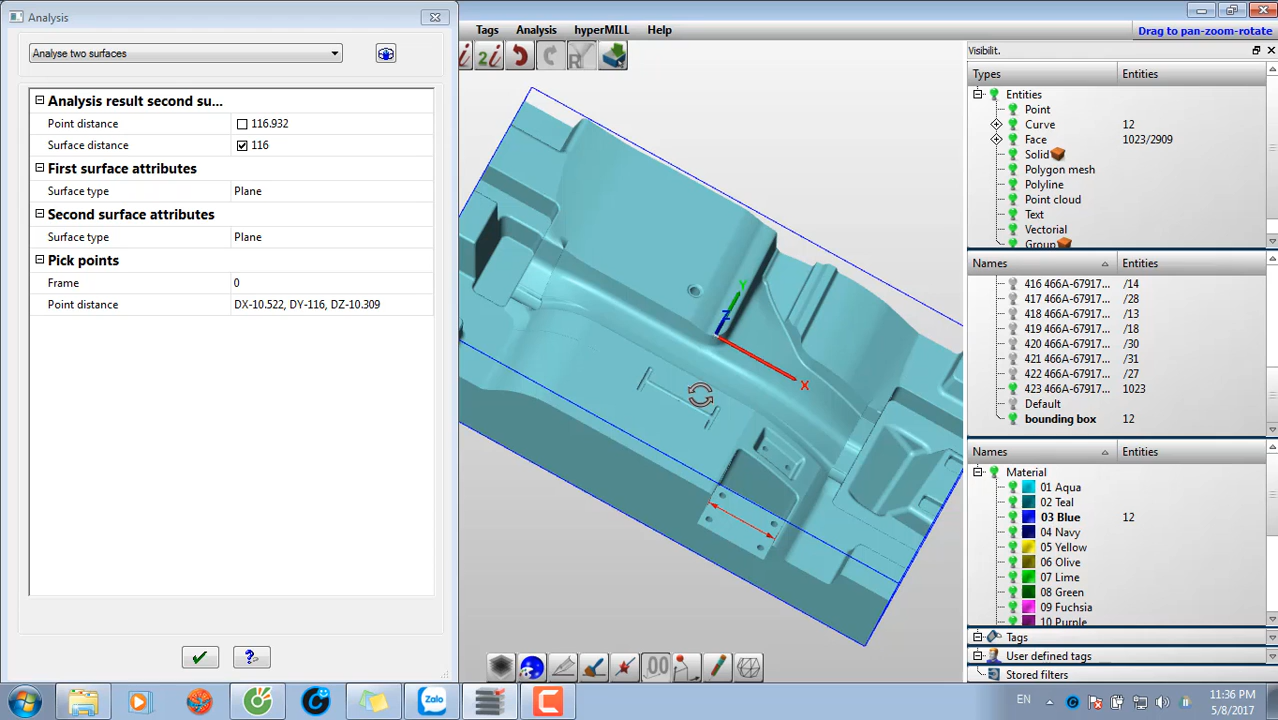 Analysis
Analyse two surfaces
Analysis result second su...
Point distance 116.932
Surface distance 116
First surface attributes
Surface type Plane
Second surface attributes
Surface type Plane
Pick points
Frame 0
Point distance DX-10.522, DY-116, DZ-10.309
Tags Analysis hyperMILL Help
Drag to pan-zoom-rotate
Y
Z
X
Visibilit.
Types Entities
Entities
Point
Curve 12
Face 1023/2909
Solid
Polygon mesh
Polyline
Point cloud
Text
Vectorial
Group
Names Entities
416 466A-67917... /14
417 466A-67917... /28
418 466A-67917... /13
419 466A-67917... /18
420 466A-67917... /30
421 466A-67917... /31
422 466A-67917... /27
423 466A-67917... 1023
Default
bounding box 12
Names Entities
Material
01 Aqua
02 Teal
03 Blue 12
04 Navy
05 Yellow
06 Olive
07 Lime
08 Green
09 Fuchsia
10 Purple
Tags
User defined tags
Stored filters
Zalo
EN
11:36 PM
5/8/2017